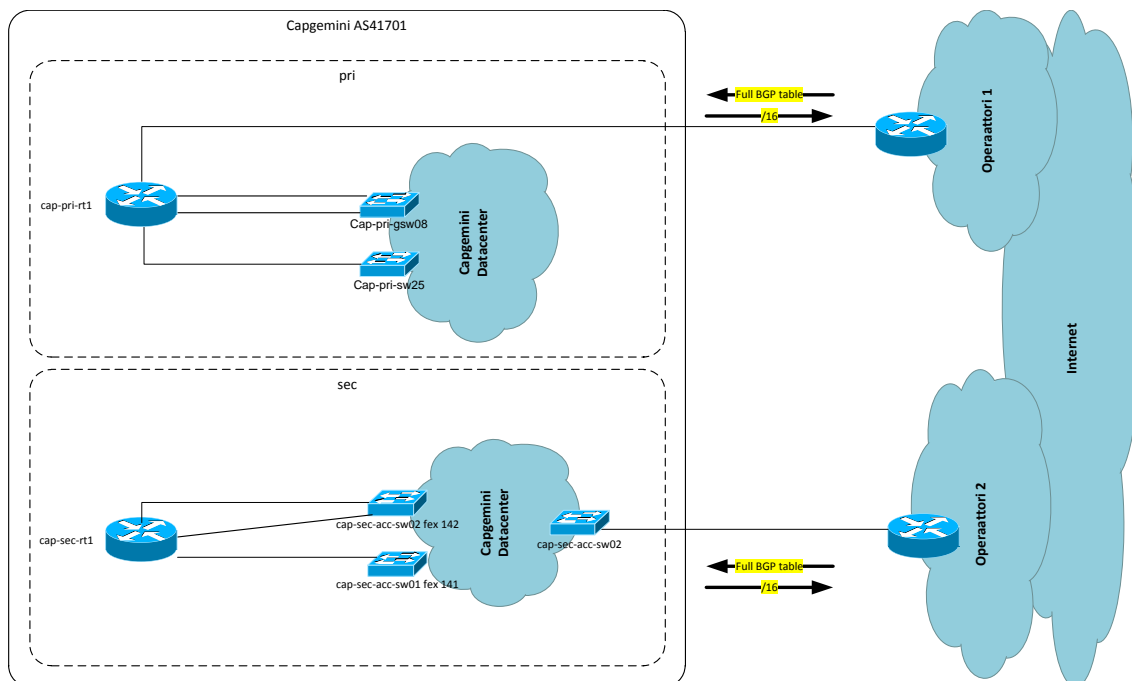 Capgemini AS41701
pri
Full BGP table
/16
Operaattori 1
cap-pri-rt1
Cap-pri-gsw08
Capgemini
Datacenter
Cap-pri-sw25
Internet
sec
cap-sec-acc-sw02 fex 142
Capgemini
Datacenter
cap-sec-rt1
cap-sec-acc-sw02
Operaattori 2
cap-sec-acc-sw01 fex 141
Full BGP table
/16